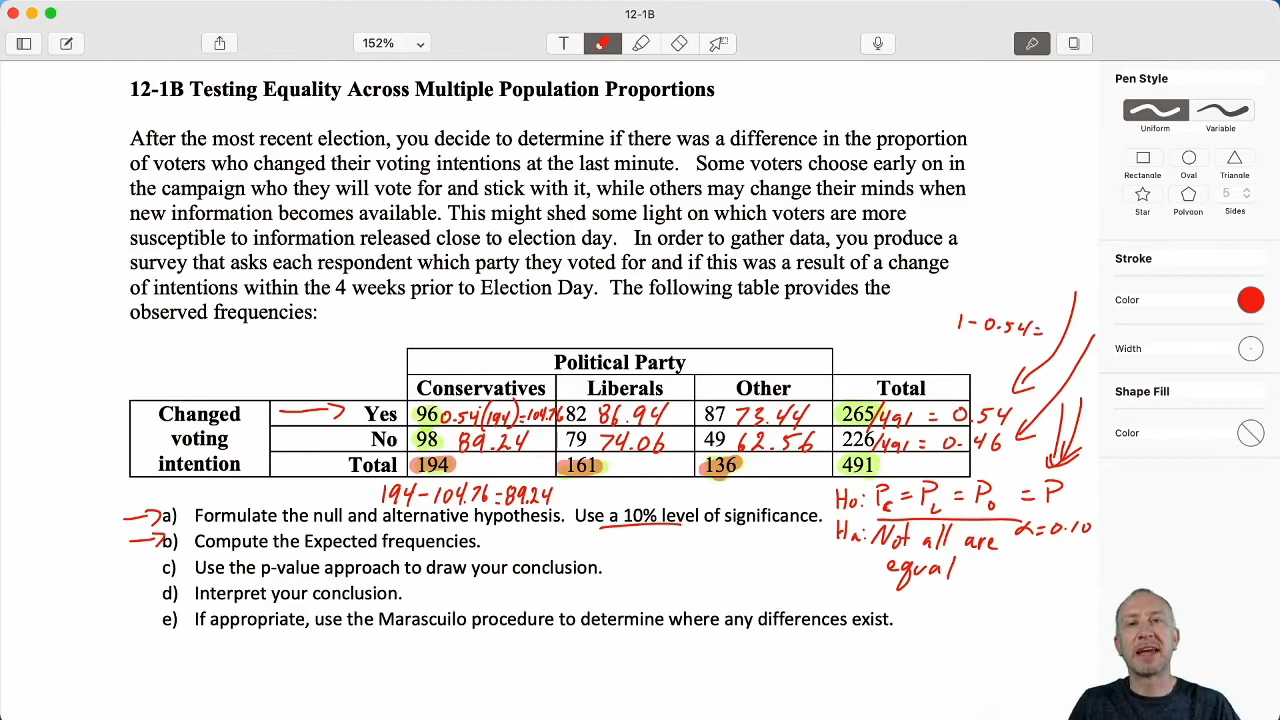 12-1B
152%
T
Pen Style
Uniform
Variable
Rectangle
Oval
Triangle
Star
Polygon
5
Sides
Stroke
Color
Width
Shape Fill
Color
12-1B Testing Equality Across Multiple Population Proportions
After the most recent election, you decide to determine if there was a difference in the proportion
of voters who changed their voting intentions at the last minute. Some voters choose early on in
the campaign who they will vote for and stick with it, while others may change their minds when
new information becomes available. This might shed some light on which voters are more
susceptible to information released close to election day. In order to gather data, you produce a
survey that asks each respondent which party they voted for and if this was a result of a change
of intentions within the 4 weeks prior to Election Day. The following table provides the
observed frequencies:
1 - 0.54 =
Political Party
Conservatives Liberals Other Total
Changed voting intention
Yes 96 0.54(194)=104.76 82 86.94 87 73.44 265/491 = 0.54
No 98 89.24 79 74.06 49 62.56 226/491 = 0.46
Total 194 161 136 491
194 - 104.76 = 89.24
Ho: Pc = PL = Po = P
a) Formulate the null and alternative hypothesis. Use a 10% level of significance.
Ha: Not all are equal
α = 0.10
b) Compute the Expected frequencies.
c) Use the p-value approach to draw your conclusion.
d) Interpret your conclusion.
e) If appropriate, use the Marascuilo procedure to determine where any differences exist.